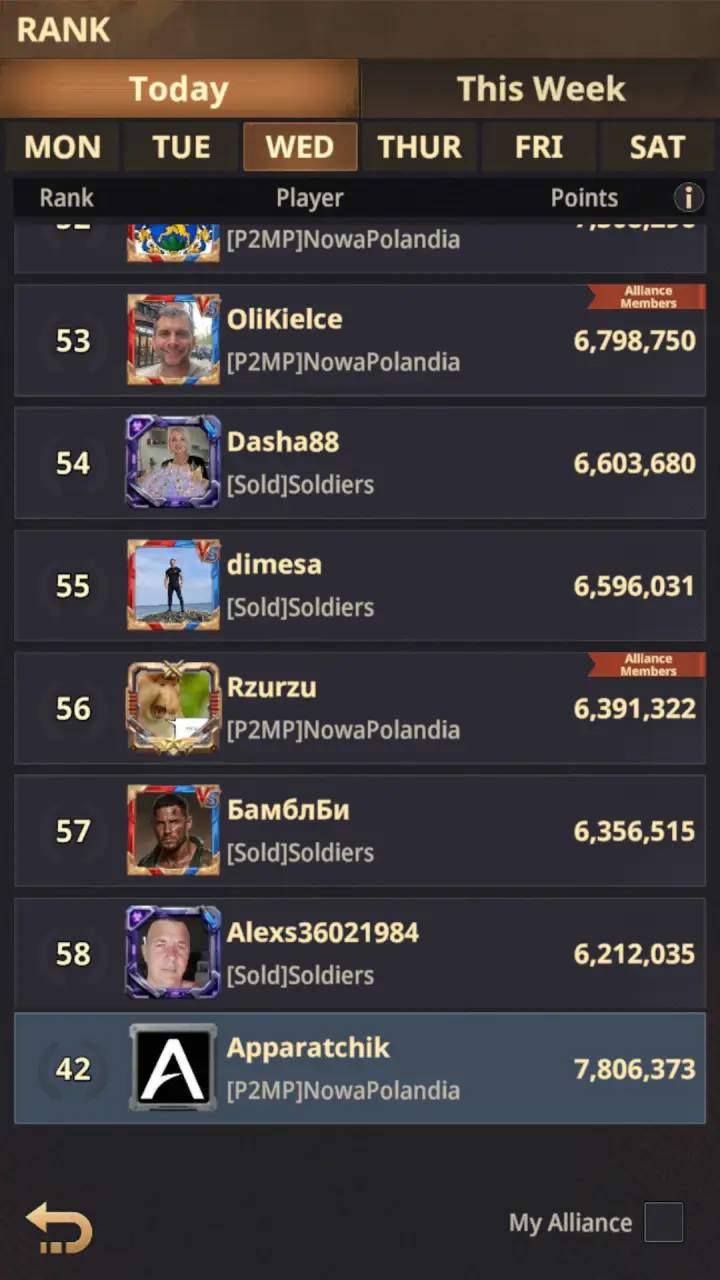 RANK
Today
This Week
MON
TUE
WED
THUR
FRI
SAT
Rank
Player
Points
[P2MP]NowaPolandia
Alliance
Members
53
OliKielce
6,798,750
[P2MP]NowaPolandia
54
Dasha88
6,603,680
[Sold]Soldiers
55
dimesa
6,596,031
[Sold]Soldiers
Alliance
Members
56
Rzurzu
6,391,322
[P2MP]NowaPolandia
57
БамблБи
6,356,515
[Sold]Soldiers
58
Alexs36021984
6,212,035
[Sold]Soldiers
42
Apparatchik
7,806,373
[P2MP]NowaPolandia
My Alliance